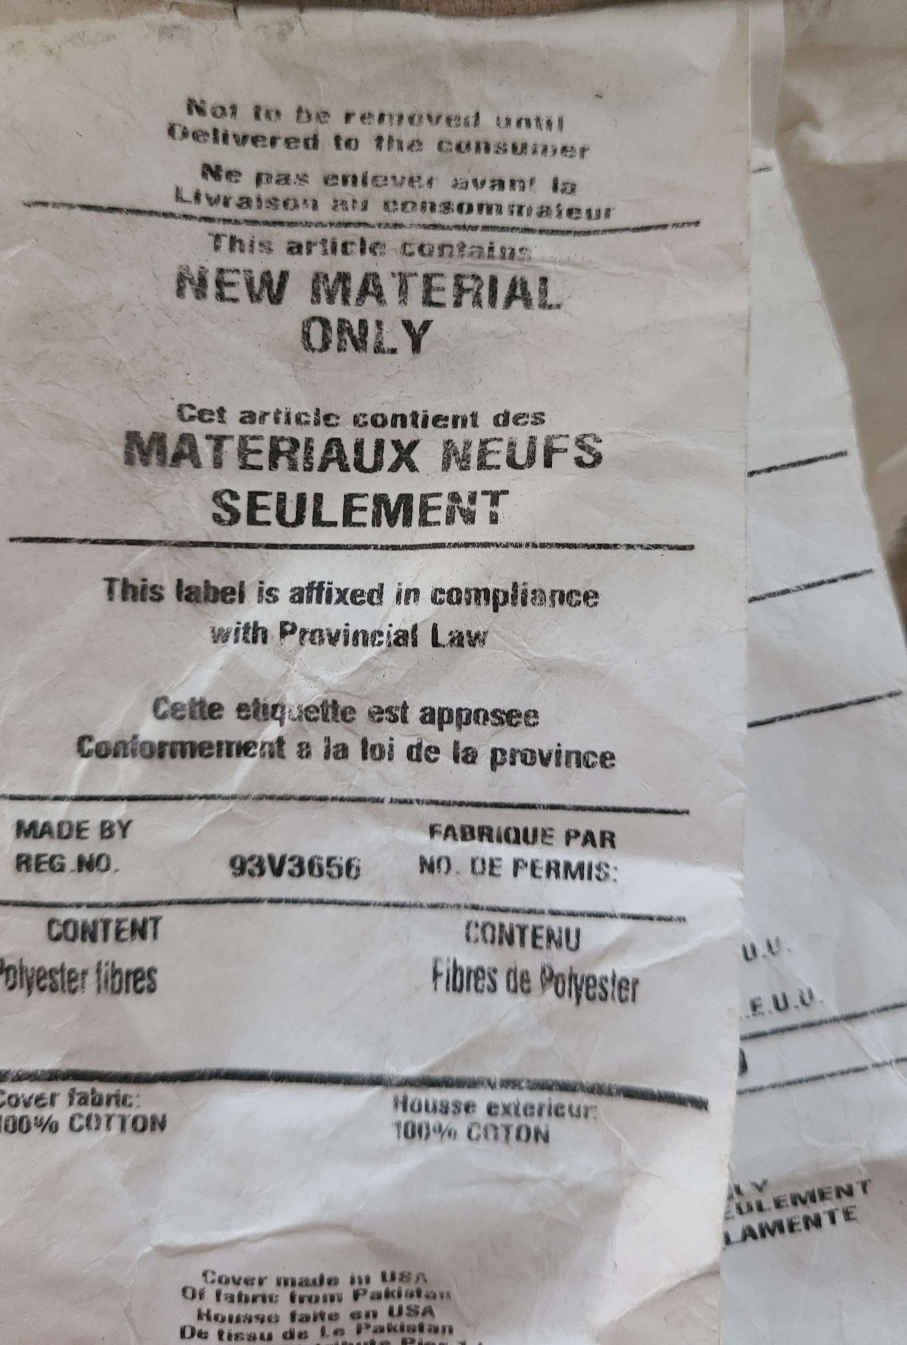 Not to be removed until
Delivered to the consumer
Ne pas enlever avant la
Livraison au consommateur
This article contains
NEW MATERIAL
ONLY
Cet article contient des
MATERIAUX NEUFS
SEULEMENT
This label is affixed in compliance
with Provincial Law
Cette etiquette est apposee
Conformement a la loi de la province
MADE BY FABRIQUE PAR
REG.NO. 93V3656 NO. DE PERMIS:
CONTENT CONTENU
Polyester fibres Fibres de Polyester
Cover fabric: Housse exterieur:
100% COTTON 100% COTON
Cover made in USA
Of fabric from Pakistan
Housse faite en USA
De tissu de Le Pakistan
U.U.
.E.U.U.
LY
EULEMENT
LAMENTE